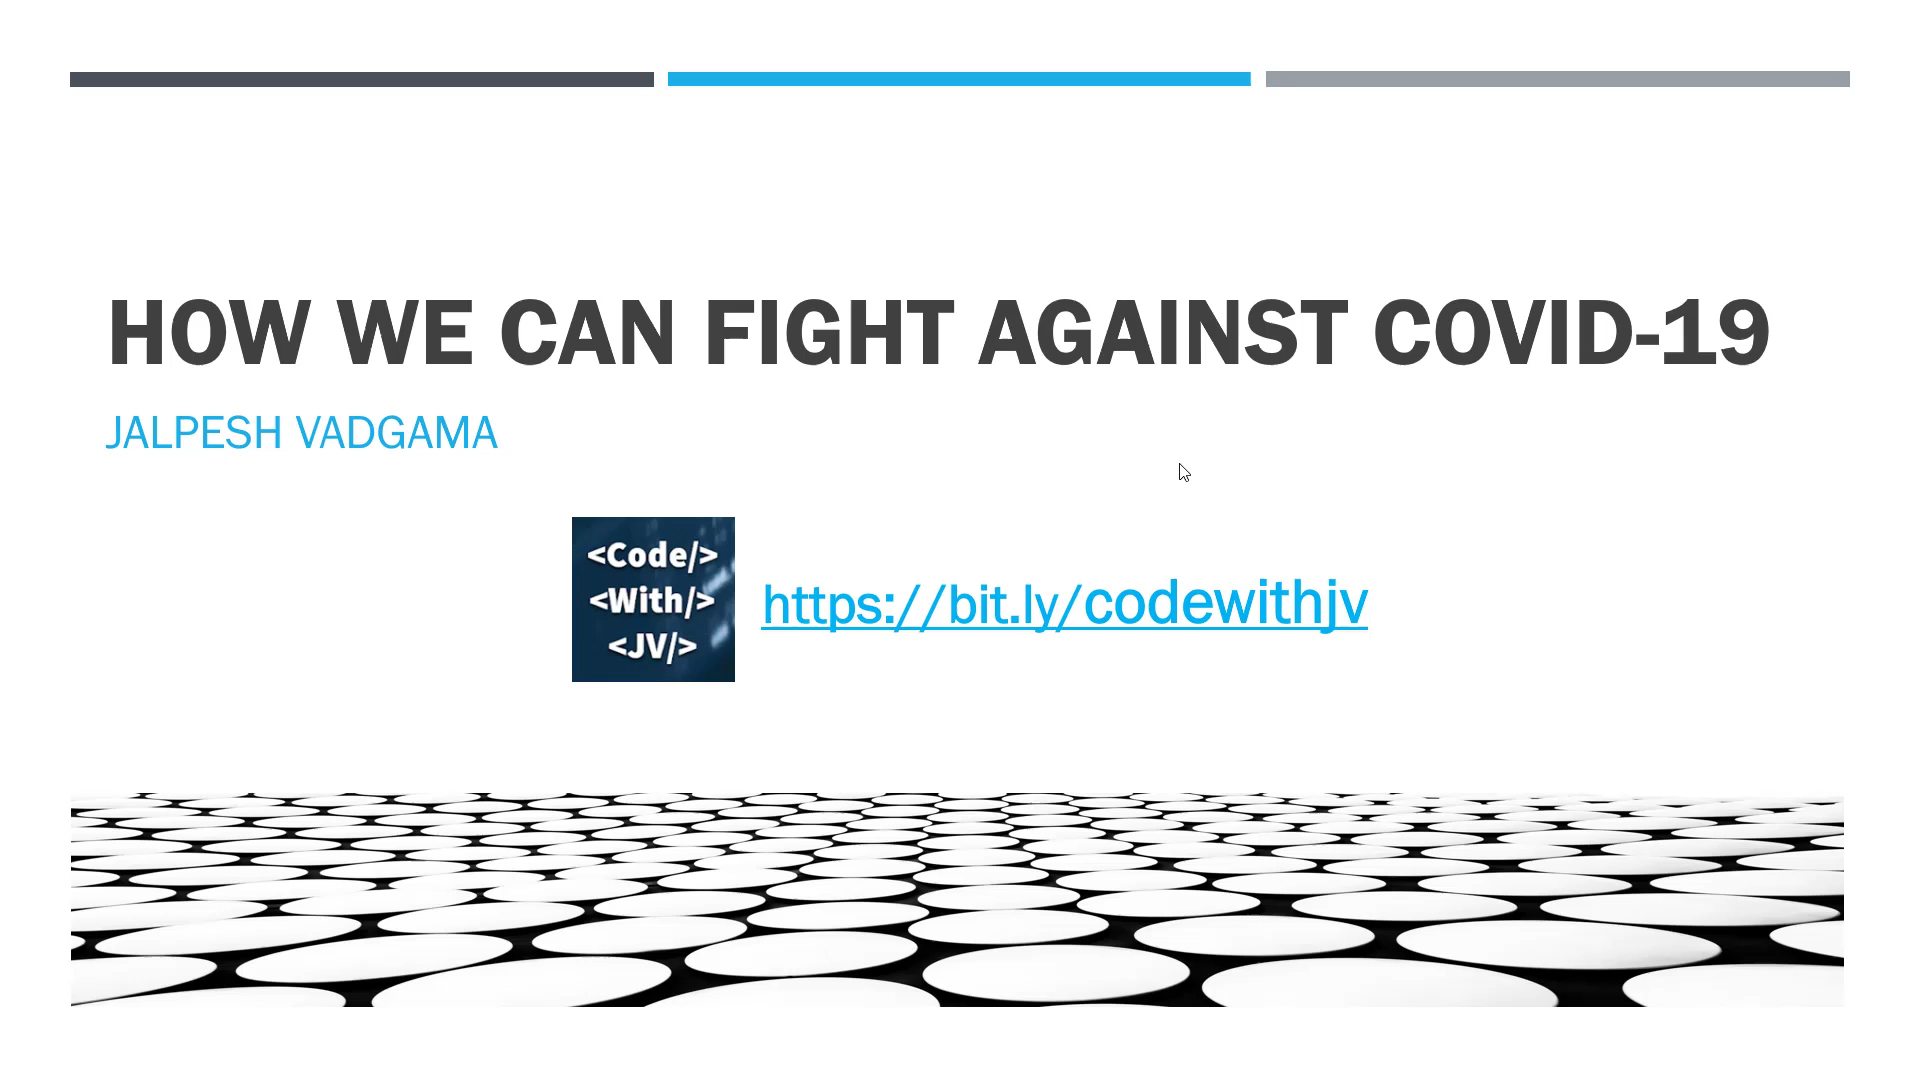 HOW WE CAN FIGHT AGAINST COVID-19
JALPESH VADGAMA
<Code/>
<With/>
<JV/>
https://bit.ly/codewithjv